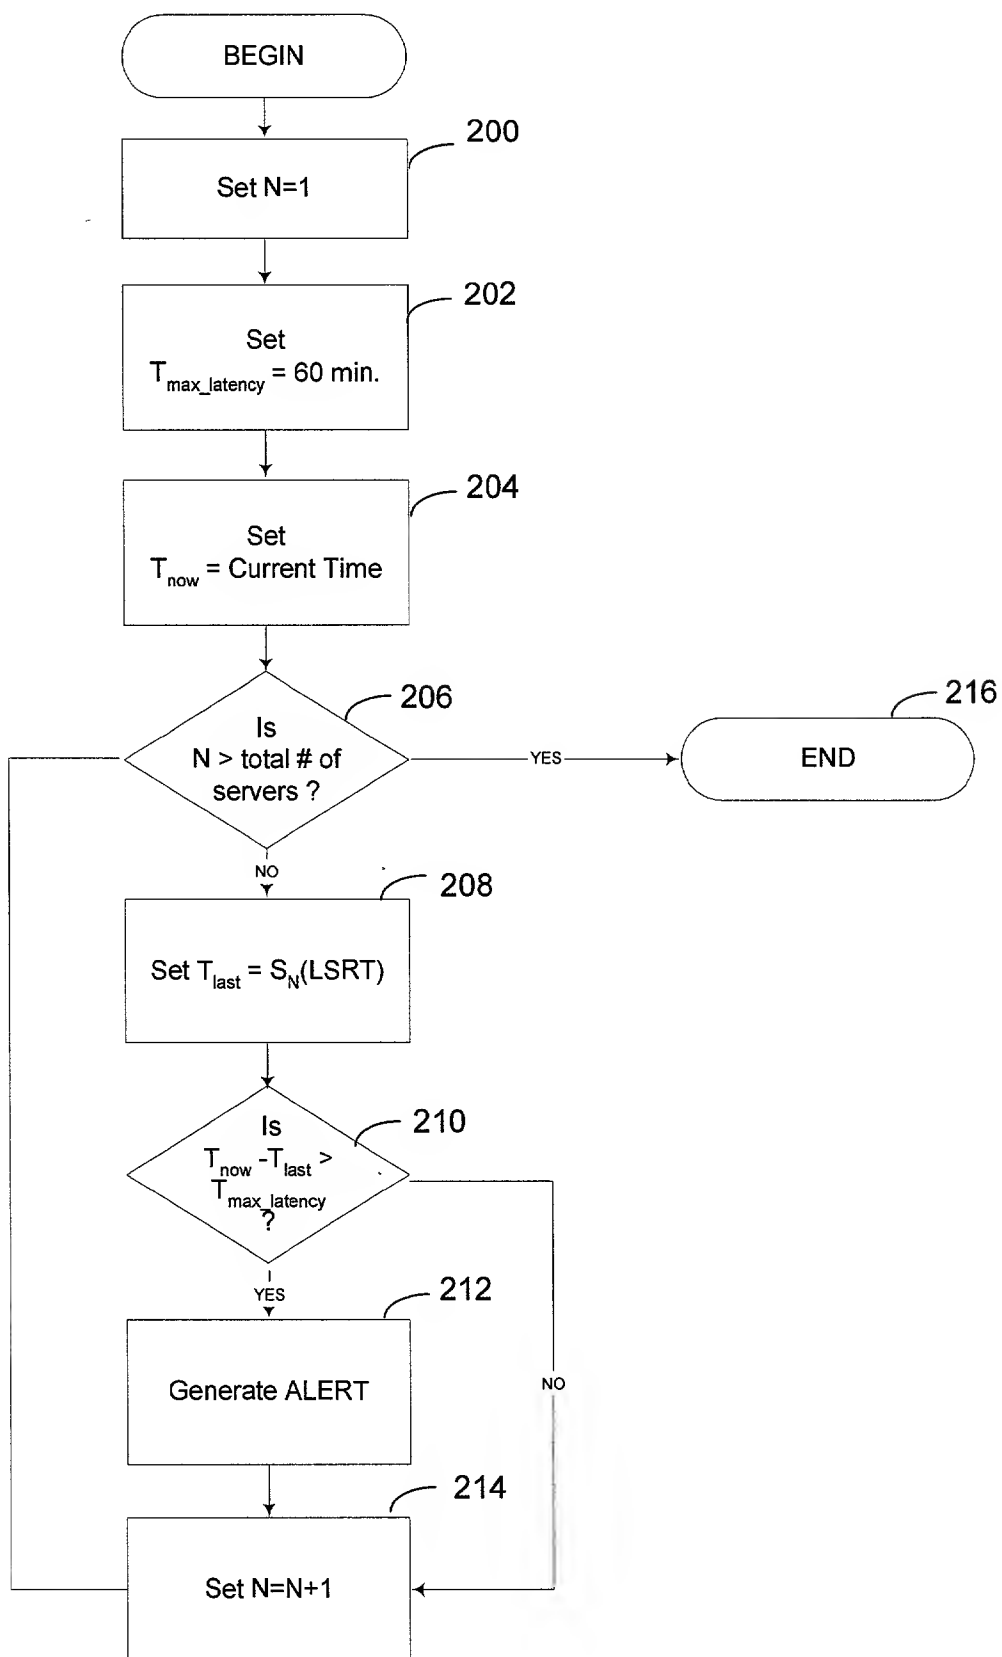 BEGIN
200
Set N=1
202
Set
T_max_latency = 60 min.
204
Set
T_now = Current Time
206
Is
N > total # of
servers ?
YES
216
END
NO
208
Set T_last = S_N(LSRT)
210
Is
T_now -T_last >
T_max_latency
?
YES
212
Generate ALERT
NO
214
Set N=N+1